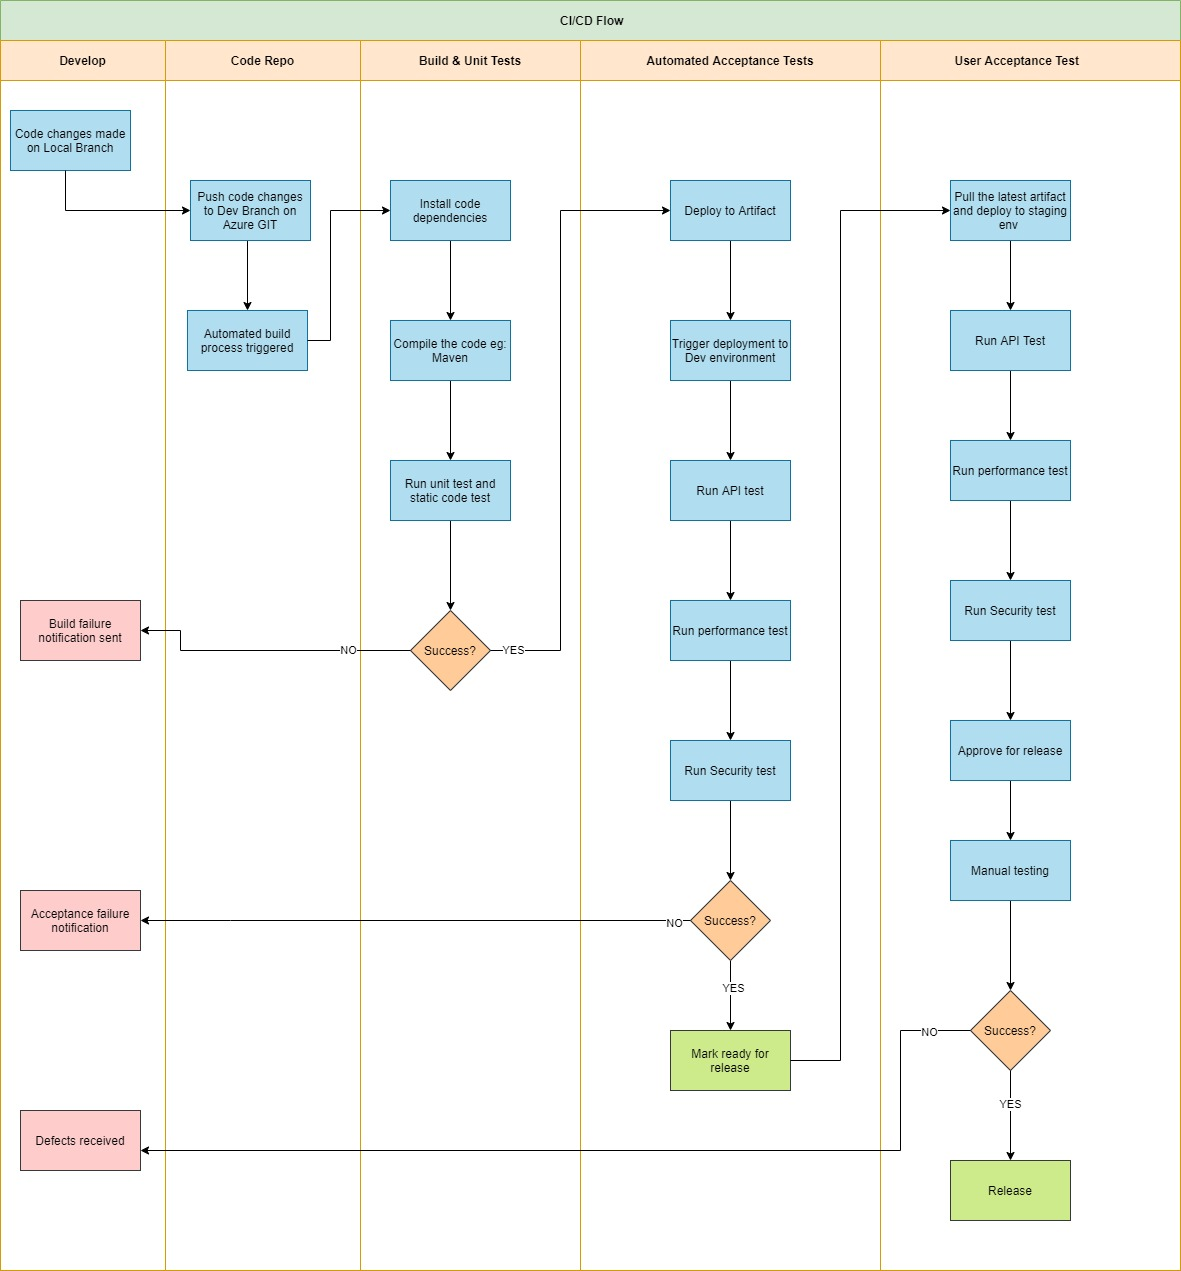 CI/CD Flow
Develop
Code Repo
Build & Unit Tests
Automated Acceptance Tests
User Acceptance Test
Code changes made
on Local Branch
Push code changes
to Dev Branch on
Azure GIT
Automated build
process triggered
Install code
dependencies
Compile the code eg:
Maven
Run unit test and
static code test
Success?
NO
YES
Build failure
notification sent
Deploy to Artifact
Trigger deployment to
Dev environment
Run API test
Run performance test
Run Security test
Success?
NO
YES
Acceptance failure
notification
Mark ready for
release
Pull the latest artifact
and deploy to staging
env
Run API Test
Run performance test
Run Security test
Approve for release
Manual testing
Success?
NO
YES
Defects received
Release